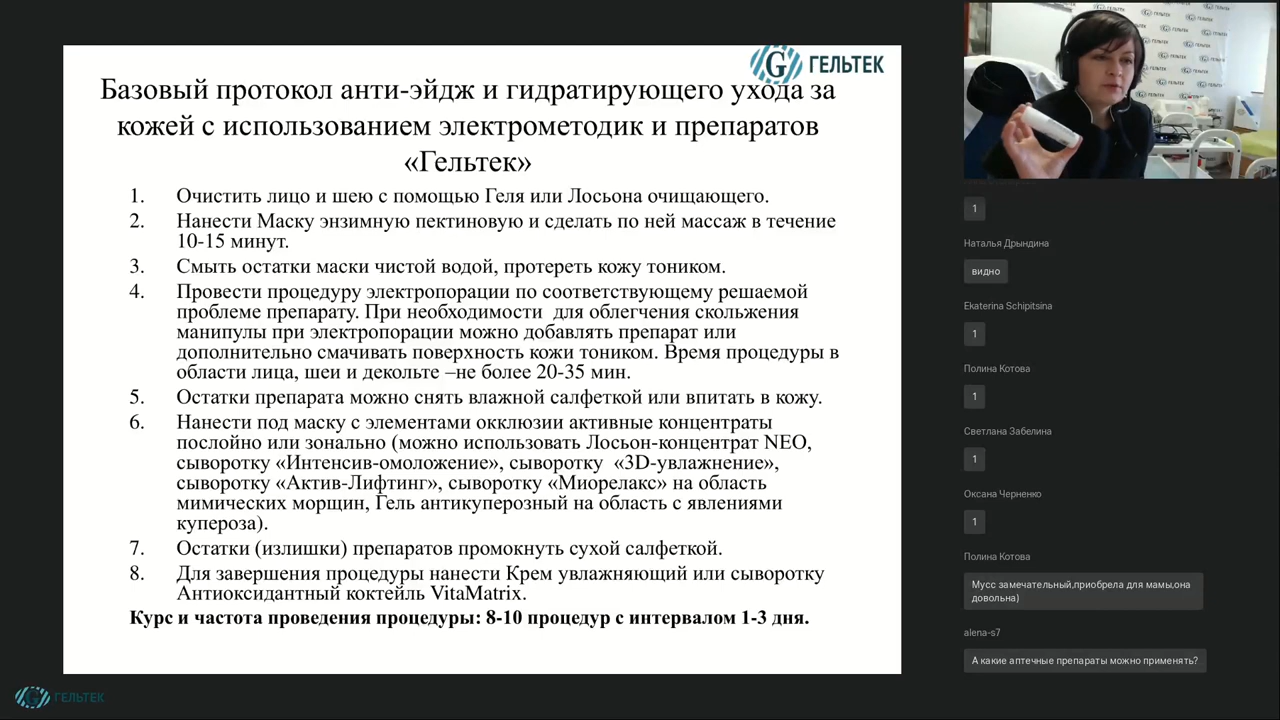 ГЕЛЬТЕК
Базовый протокол анти-эйдж и гидратирующего ухода за
кожей с использованием электрометодик и препаратов
«Гельтек»
1. Очистить лицо и шею с помощью Геля или Лосьона очищающего.
2. Нанести Маску энзимную пектиновую и сделать по ней массаж в течение
10-15 минут.
3. Смыть остатки маски чистой водой, протереть кожу тоником.
4. Провести процедуру электропорации по соответствующему решаемой
проблеме препарату. При необходимости для облегчения скольжения
манипулы при электропорации можно добавлять препарат или
дополнительно смачивать поверхность кожи тоником. Время процедуры в
области лица, шеи и декольте –не более 20-35 мин.
5. Остатки препарата можно снять влажной салфеткой или впитать в кожу.
6. Нанести под маску с элементами окклюзии активные концентраты
послойно или зонально (можно использовать Лосьон-концентрат NEO,
сыворотку «Интенсив-омоложение», сыворотку «3D-увлажнение»,
сыворотку «Актив-Лифтинг», сыворотку «Миорелакс» на область
мимических морщин, Гель антикуперозный на область с явлениями
купероза).
7. Остатки (излишки) препаратов промокнуть сухой салфеткой.
8. Для завершения процедуры нанести Крем увлажняющий или сыворотку
Антиоксидантный коктейль VitaMatrix.
Курс и частота проведения процедуры: 8-10 процедур с интервалом 1-3 дня.
ГЕЛЬТЕК
1
Наталья Дрындина
видно
Ekaterina Schipitsina
1
Полина Котова
1
Светлана Забелина
1
Оксана Черненко
1
Полина Котова
Мусс замечательный,приобрела для мамы,она
довольна)
alena-s7
А какие аптечные препараты можно применять?